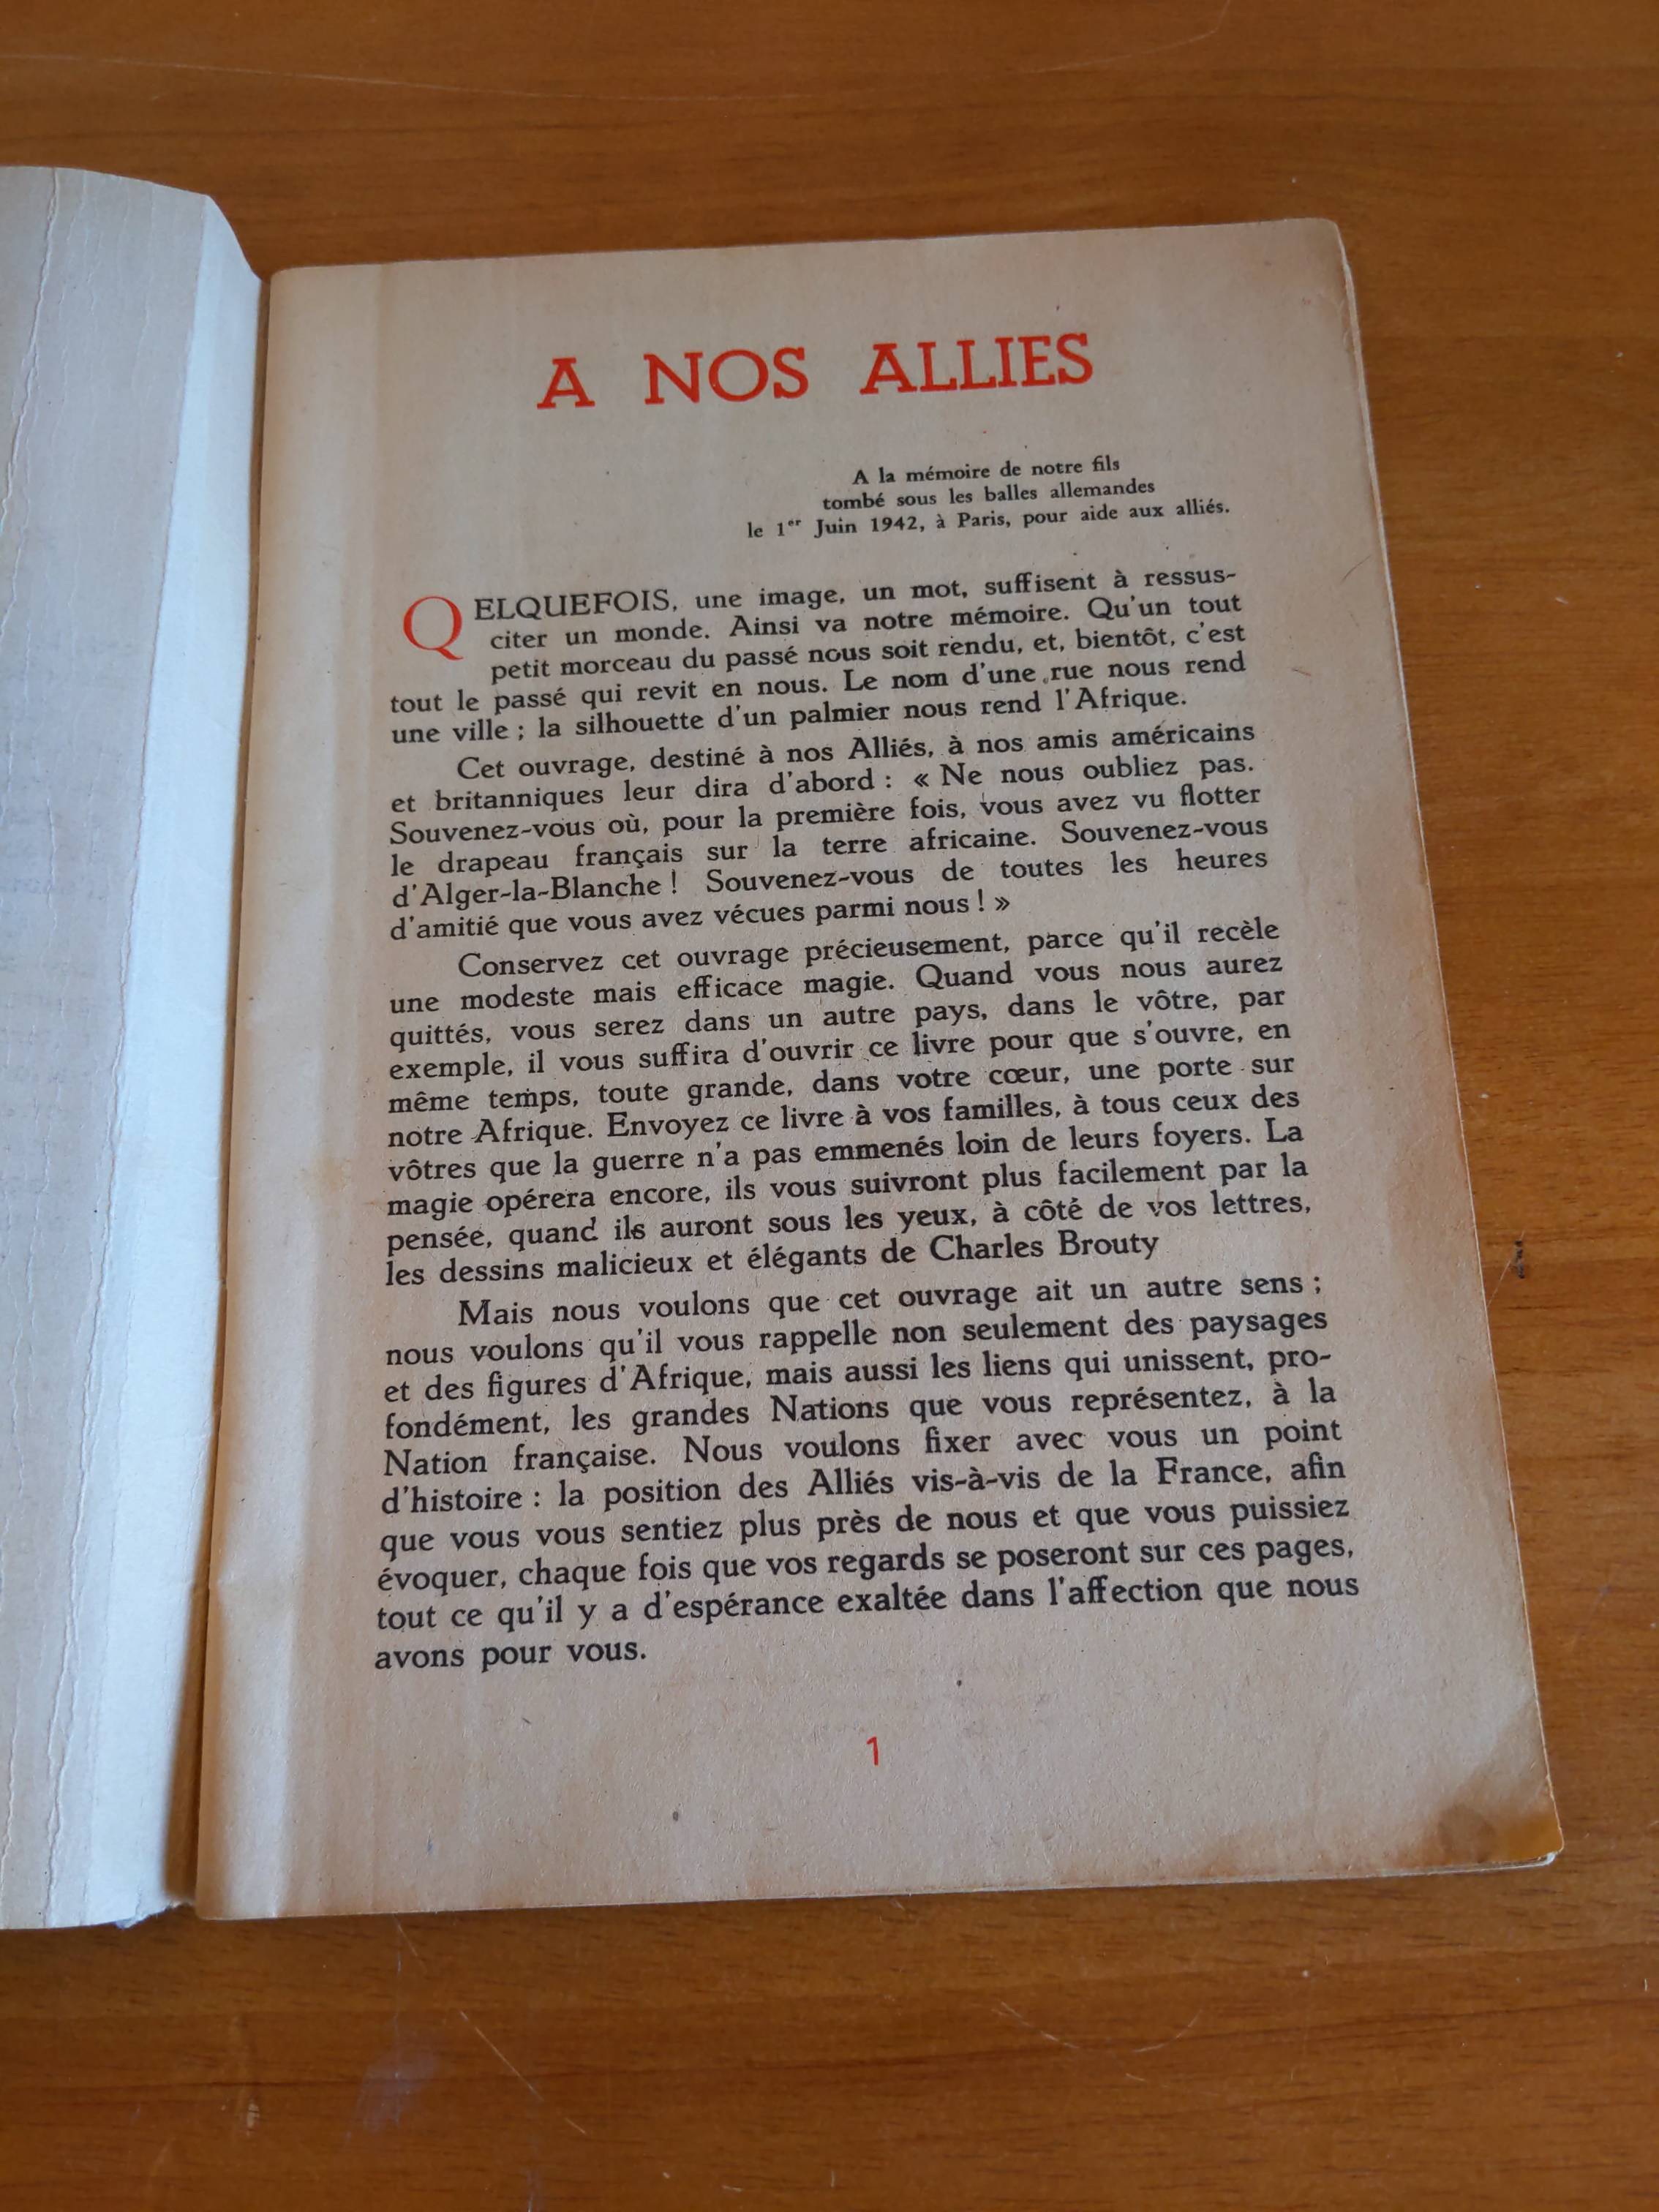 A NOS ALLIES
A la mémoire de notre fils
tombé sous les balles allemandes
le 1er Juin 1942, à Paris, pour aide aux alliés.
QELQUEFOIS, une image, un mot, suffisent à ressus-
citer un monde. Ainsi va notre mémoire. Qu'un tout
petit morceau du passé nous soit rendu, et, bientôt, c'est
tout le passé qui revit en nous. Le nom d'une rue nous rend
une ville ; la silhouette d'un palmier nous rend l'Afrique.
Cet ouvrage, destiné à nos Alliés, à nos amis américains
et britanniques leur dira d'abord : « Ne nous oubliez pas.
Souvenez-vous où, pour la première fois, vous avez vu flotter
le drapeau français sur la terre africaine. Souvenez-vous
d'Alger-la-Blanche ! Souvenez-vous de toutes les heures
d'amitié que vous avez vécues parmi nous ! »
Conservez cet ouvrage précieusement, parce qu'il recèle
une modeste mais efficace magie. Quand vous nous aurez
quittés, vous serez dans un autre pays, dans le vôtre, par
exemple, il vous suffira d'ouvrir ce livre pour que s'ouvre, en
même temps, toute grande, dans votre cœur, une porte sur
notre Afrique. Envoyez ce livre à vos familles, à tous ceux des
vôtres que la guerre n'a pas emmenés loin de leurs foyers. La
magie opérera encore, ils vous suivront plus facilement par la
pensée, quand ils auront sous les yeux, à côté de vos lettres,
les dessins malicieux et élégants de Charles Brouty
Mais nous voulons que cet ouvrage ait un autre sens ;
nous voulons qu'il vous rappelle non seulement des paysages
et des figures d'Afrique, mais aussi les liens qui unissent, pro-
fondément, les grandes Nations que vous représentez, à la
Nation française. Nous voulons fixer avec vous un point
d'histoire : la position des Alliés vis-à-vis de la France, afin
que vous vous sentiez plus près de nous et que vous puissiez
évoquer, chaque fois que vos regards se poseront sur ces pages,
tout ce qu'il y a d'espérance exaltée dans l'affection que nous
avons pour vous.
1